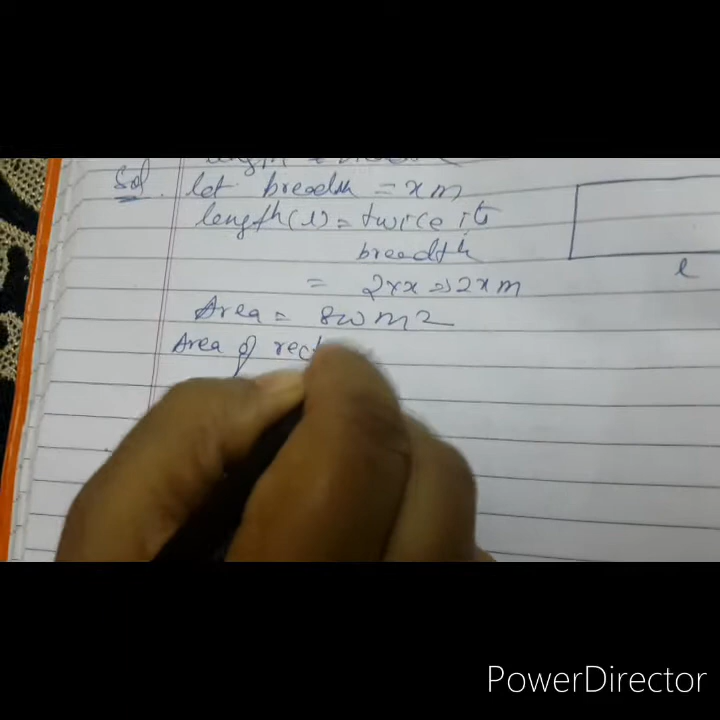 Sol. let breadth = x m
length (l) = twice its
breadth
= 2 × x ⇒ 2x m
l
Area = 800 m2
Area of rect
PowerDirector